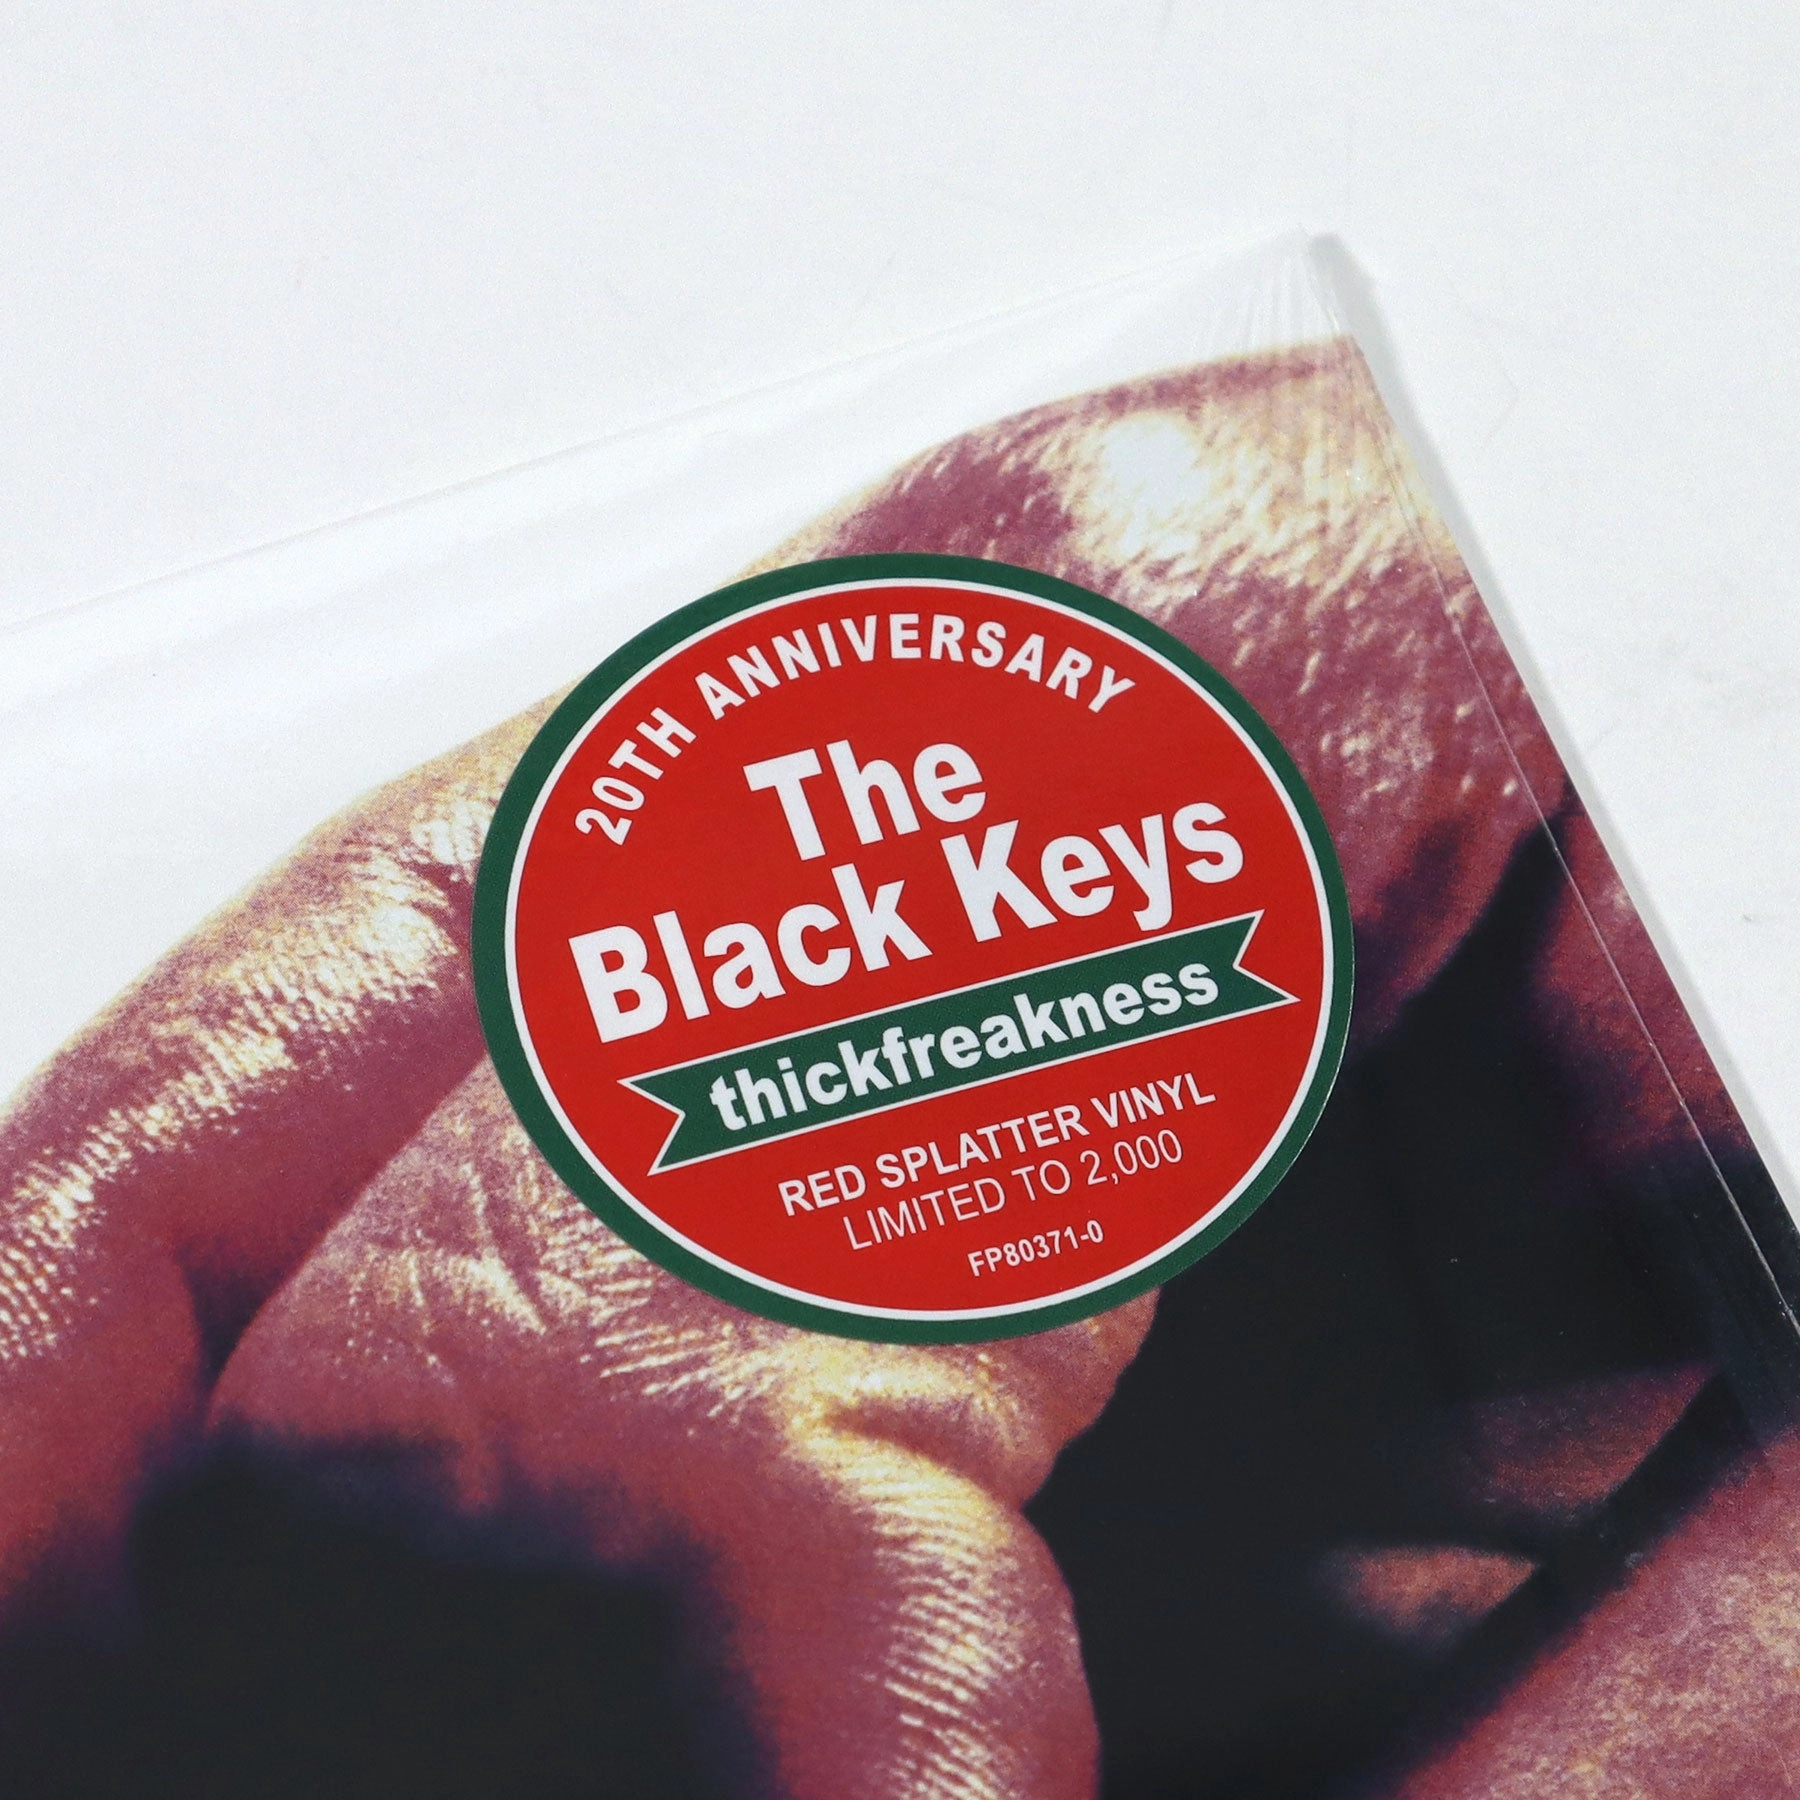 20TH ANNIVERSARY
The
Black Keys
thickfreakness
RED SPLATTER VINYL
LIMITED TO 2,000
FP80371-0